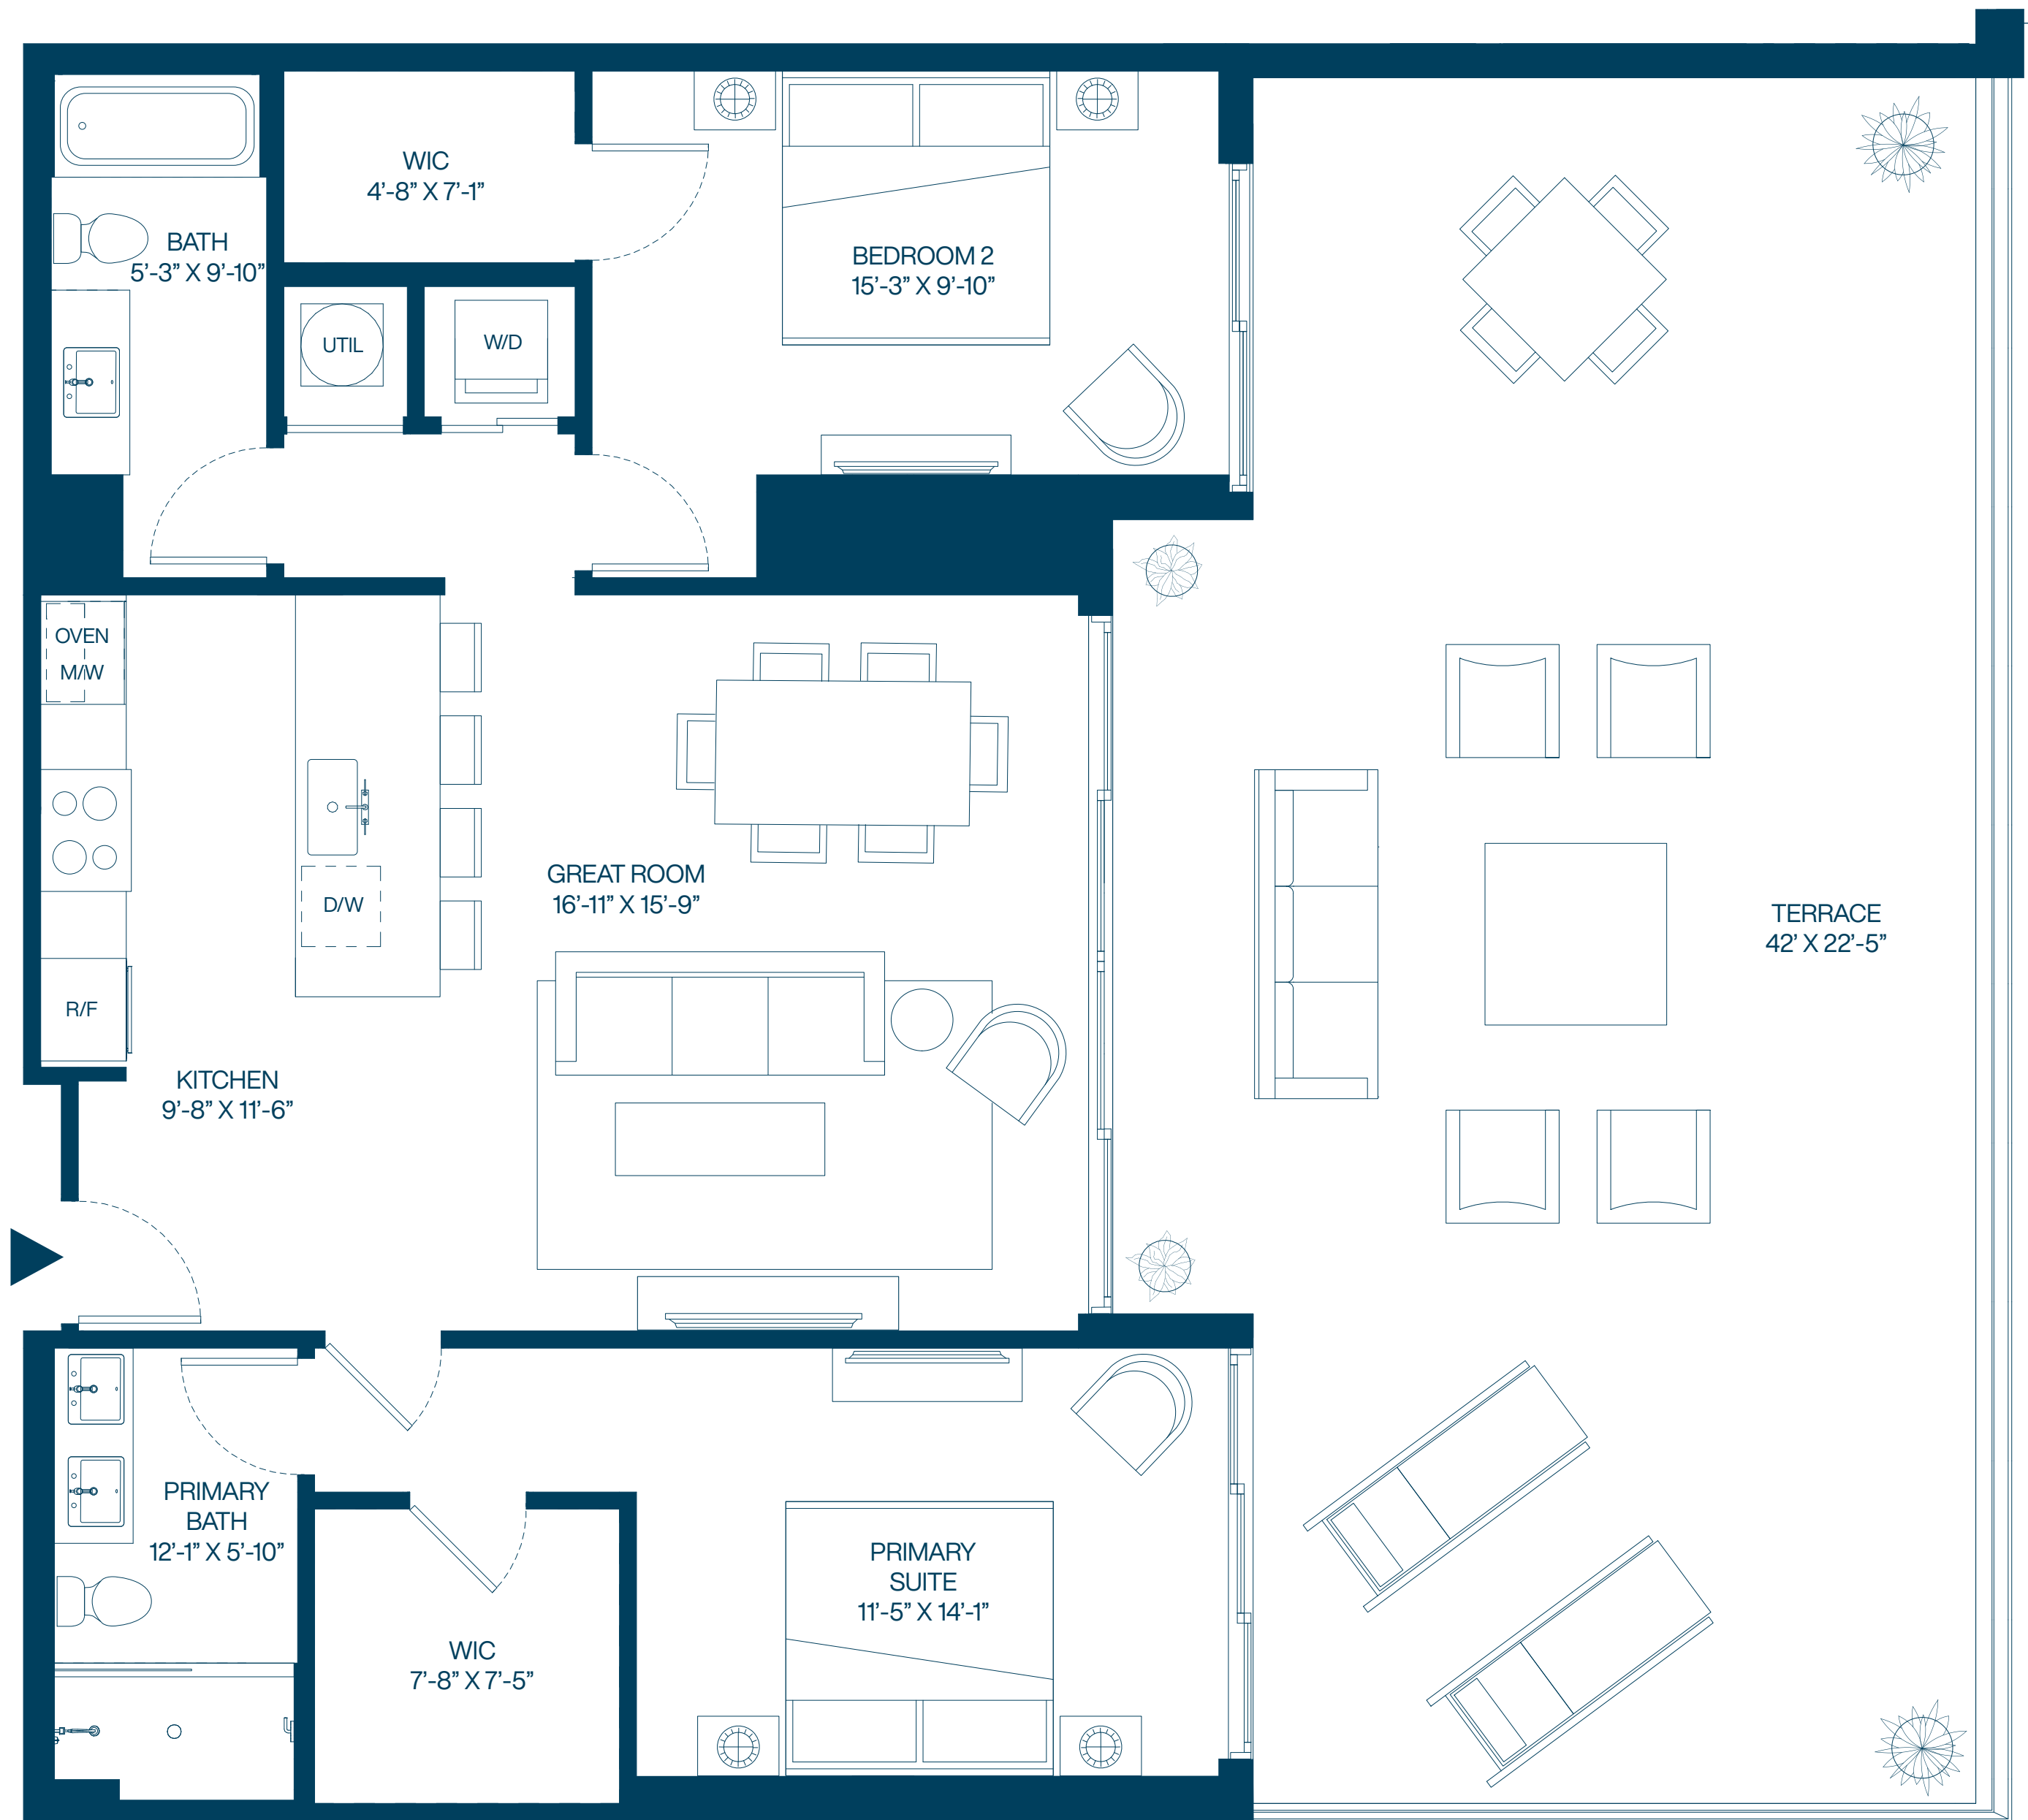 WIC
4'-8” X 7'-1”
BATH
5'-3” X 9'-10”
BEDROOM 2
15'-3” X 9'-10”
UTIL
W/D
OVEN
M/W
D/W
GREAT ROOM
16'-11” X 15'-9”
TERRACE
42' X 22'-5”
R/F
KITCHEN
9'-8” X 11'-6”
PRIMARY
BATH
12'-1” X 5'-10”
PRIMARY
SUITE
11'-5” X 14'-1”
WIC
7'-8” X 7'-5”